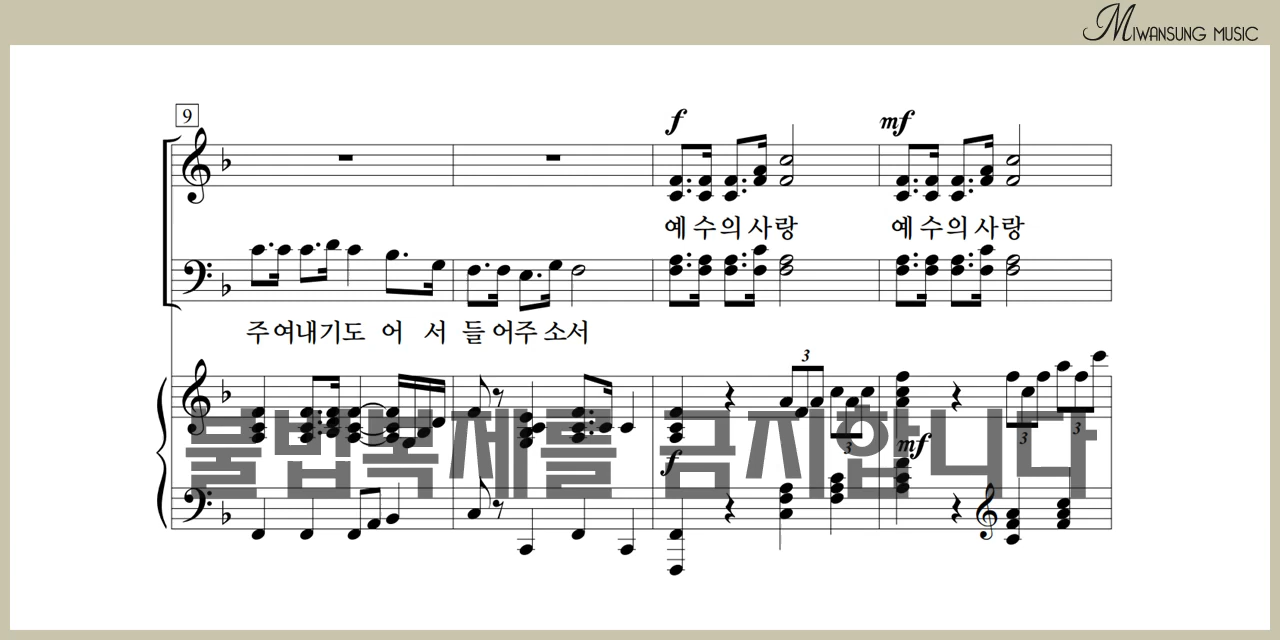 MIWANSUNG MUSIC
9
f mf
예 수의 사랑 예 수의 사랑
주 여내기도 어 서 들 어주 소서
3
3 3 3
불법복제를 금지합니다
f mf